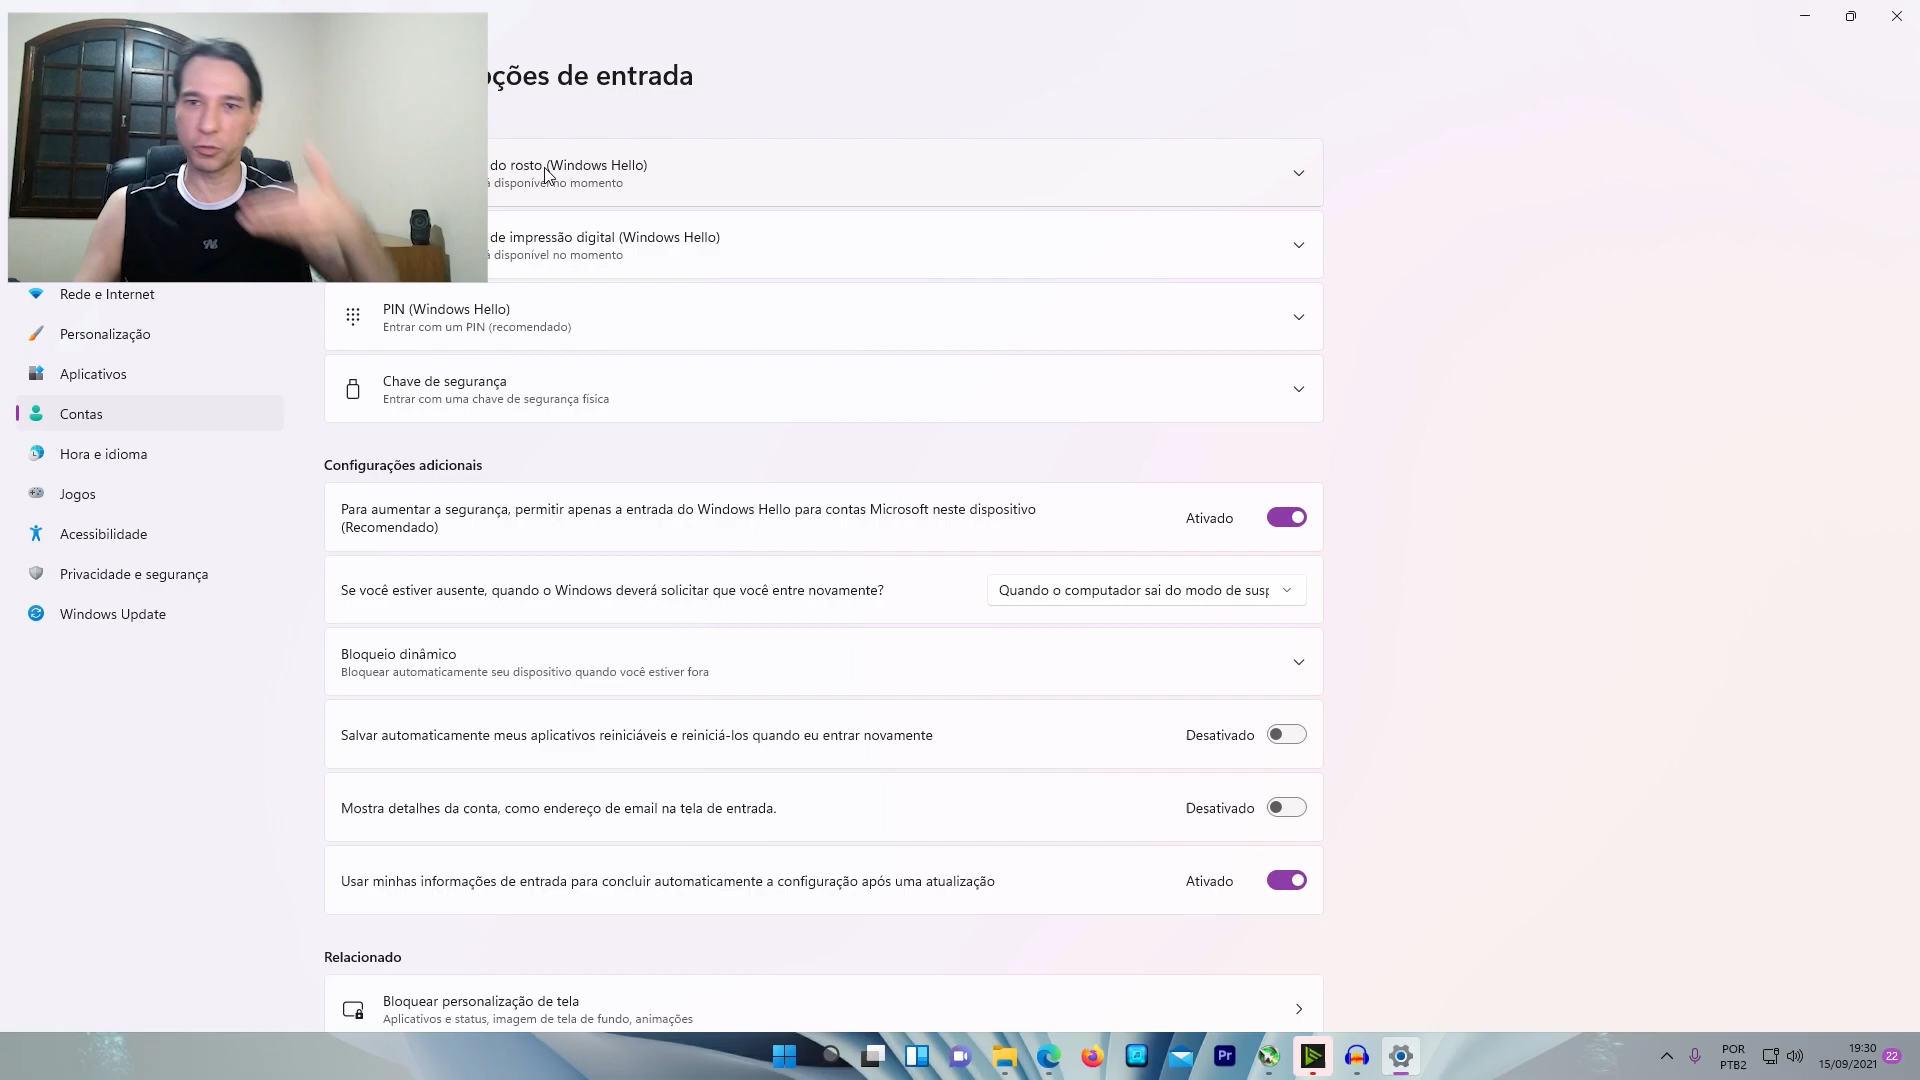 pções de entrada
do rosto (Windows Hello)
disponível no momento
de impressão digital (Windows Hello)
disponível no momento
PIN (Windows Hello)
Entrar com um PIN (recomendado)
Chave de segurança
Entrar com uma chave de segurança física
Rede e Internet
Personalização
Aplicativos
Contas
Hora e idioma
Jogos
Acessibilidade
Privacidade e segurança
Windows Update
Configurações adicionais
Para aumentar a segurança, permitir apenas a entrada do Windows Hello para contas Microsoft neste dispositivo
(Recomendado)
Ativado
Se você estiver ausente, quando o Windows deverá solicitar que você entre novamente?
Quando o computador sai do modo de susp
Bloqueio dinâmico
Bloquear automaticamente seu dispositivo quando você estiver fora
Salvar automaticamente meus aplicativos reiniciáveis e reiniciá-los quando eu entrar novamente
Desativado
Mostra detalhes da conta, como endereço de email na tela de entrada.
Desativado
Usar minhas informações de entrada para concluir automaticamente a configuração após uma atualização
Ativado
Relacionado
Bloquear personalização de tela
Aplicativos e status, imagem de tela de fundo, animações
Pr
POR
PTB2
19:30
15/09/2021
22